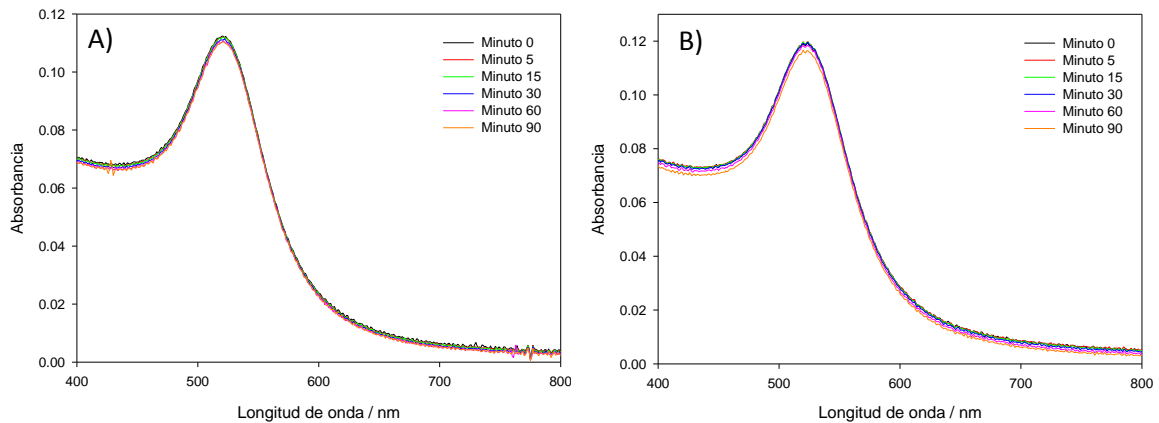 A)
0.12
0.10
0.08
0.06
0.04
0.02
0.00
400
500
600
700
800
Absorbancia
Longitud de onda / nm
Minuto 0
Minuto 5
Minuto 15
Minuto 30
Minuto 60
Minuto 90
B)
0.12
0.10
0.08
0.06
0.04
0.02
0.00
400
500
600
700
800
Absorbancia
Longitud de onda / nm
Minuto 0
Minuto 5
Minuto 15
Minuto 30
Minuto 60
Minuto 90